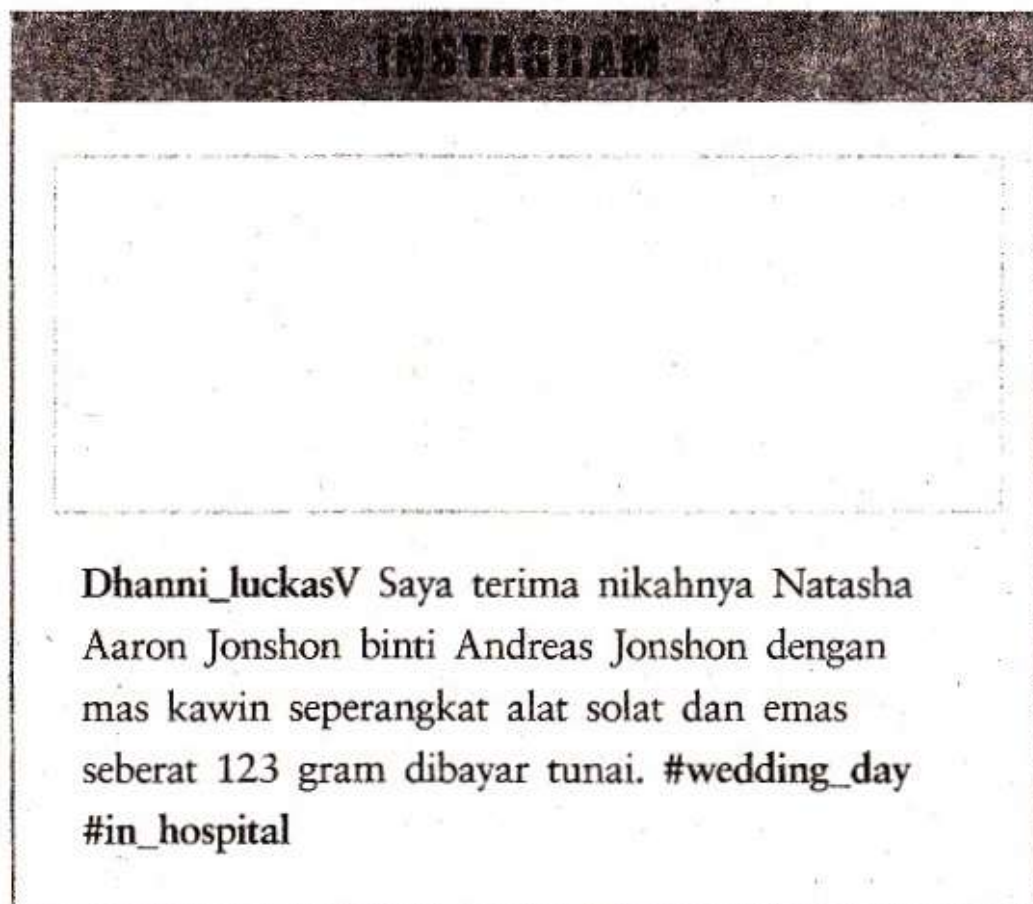 INSTAGRAM
Dhanni_luckasV Saya terima nikahnya Natasha
Aaron Jonshon binti Andreas Jonshon dengan
mas kawin seperangkat alat solat dan emas
seberat 123 gram dibayar tunai. #wedding_day
#in_hospital